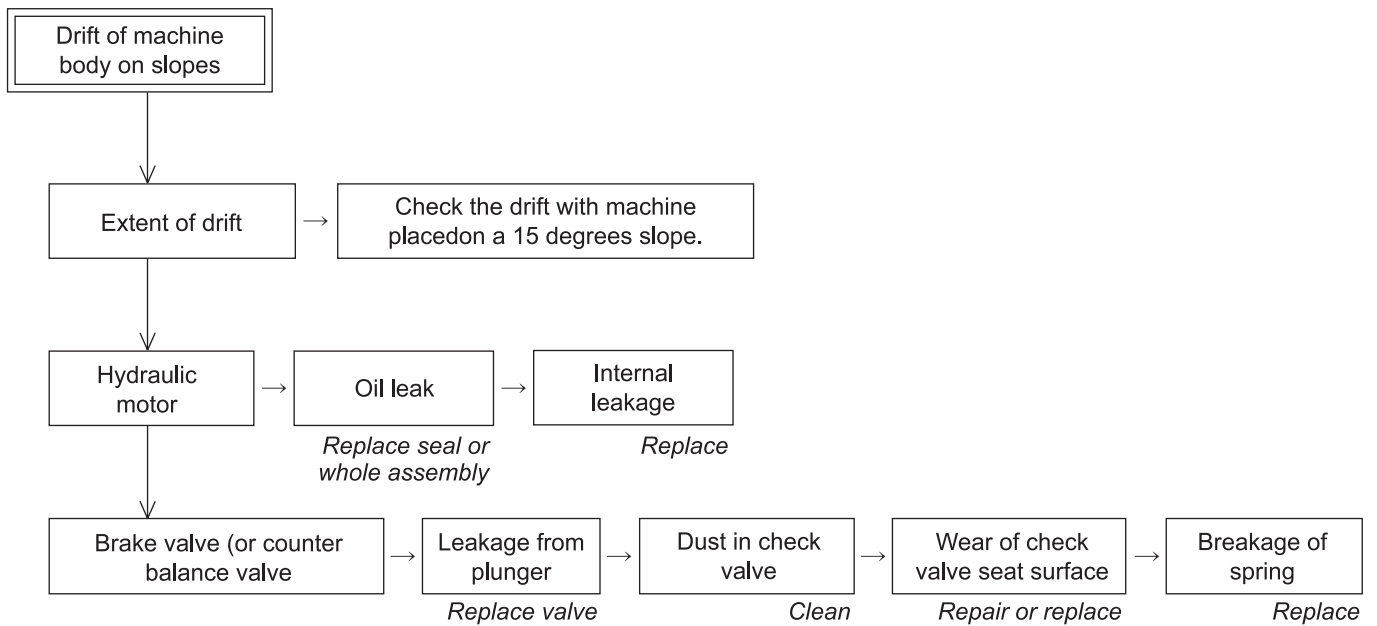 Drift of machine
body on slopes
Extent of drift
Check the drift with machine
placedon a 15 degrees slope.
Hydraulic
motor
Oil leak
Replace seal or
whole assembly
Internal
leakage
Replace
Brake valve (or counter
balance valve
Leakage from
plunger
Replace valve
Dust in check
valve
Clean
Wear of check
valve seat surface
Repair or replace
Breakage of
spring
Replace